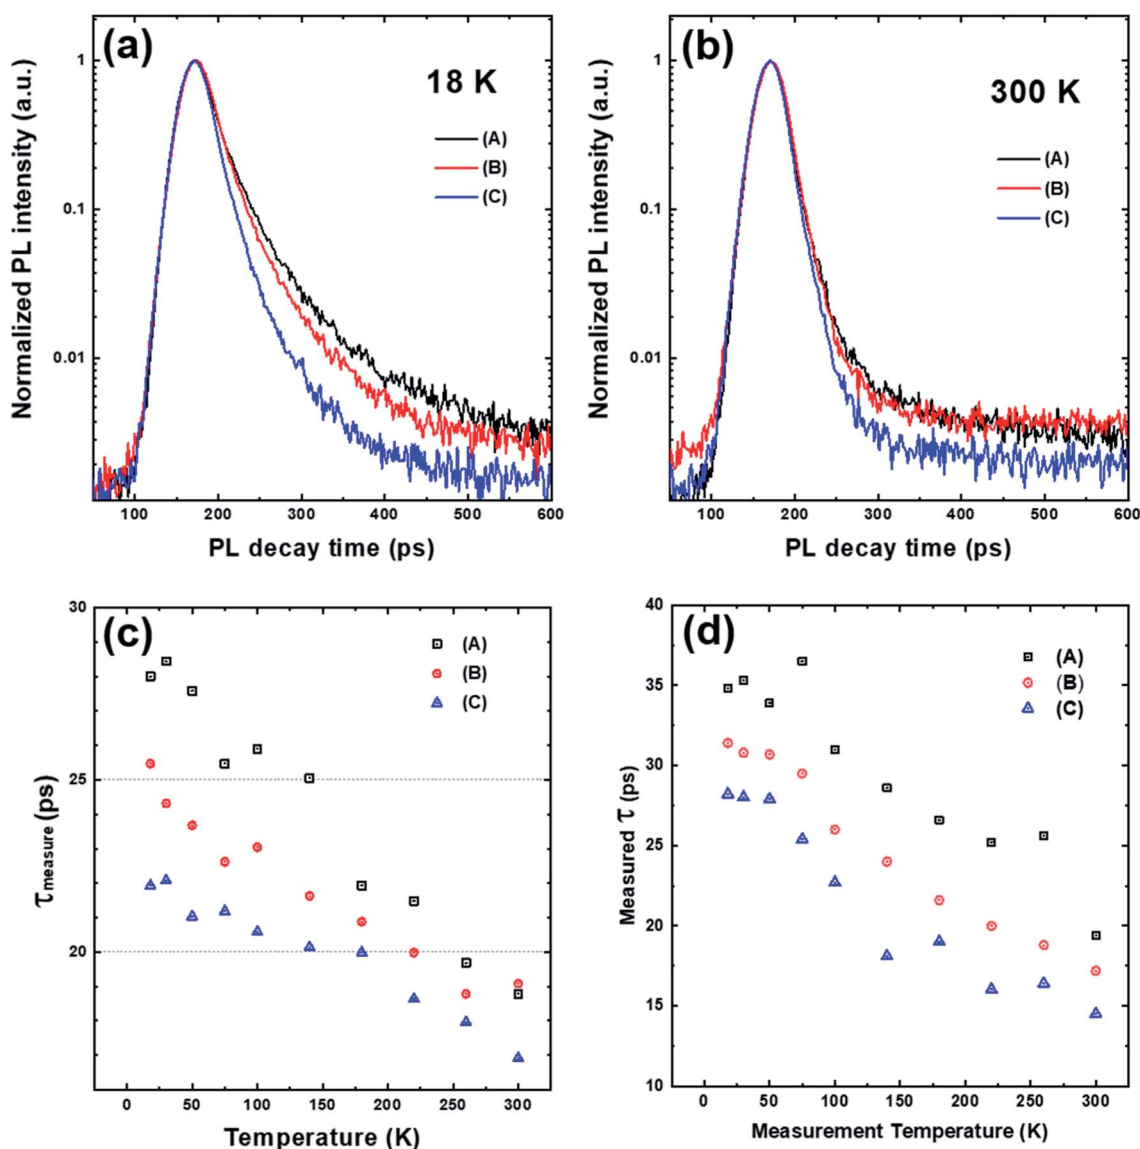 (a)
18 K
(A)
(B)
(C)
Normalized PL intensity (a.u.)
1
0.1
0.01
100 200 300 400 500 600
PL decay time (ps)
(b)
300 K
(A)
(B)
(C)
Normalized PL intensity (a.u.)
1
0.1
0.01
100 200 300 400 500 600
PL decay time (ps)
(c)
(A)
(B)
(C)
τmeasure (ps)
30
25
20
0 50 100 150 200 250 300
Temperature (K)
(d)
(A)
(B)
(C)
Measured τ (ps)
40
35
30
25
20
15
10
0 50 100 150 200 250 300
Measurement Temperature (K)